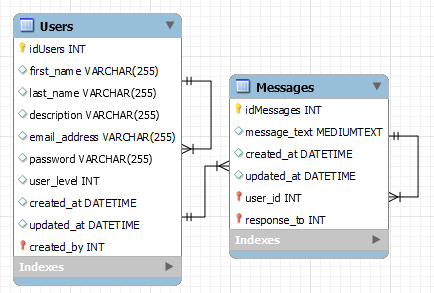 Users
idUsers INT
first_name VARCHAR(255)
last_name VARCHAR(255)
description VARCHAR(255)
email_address VARCHAR(255)
password VARCHAR(255)
user_level INT
created_at DATETIME
updated_at DATETIME
created_by INT
Indexes
Messages
idMessages INT
message_text MEDIUMTEXT
created_at DATETIME
updated_at DATETIME
user_id INT
response_to INT
Indexes